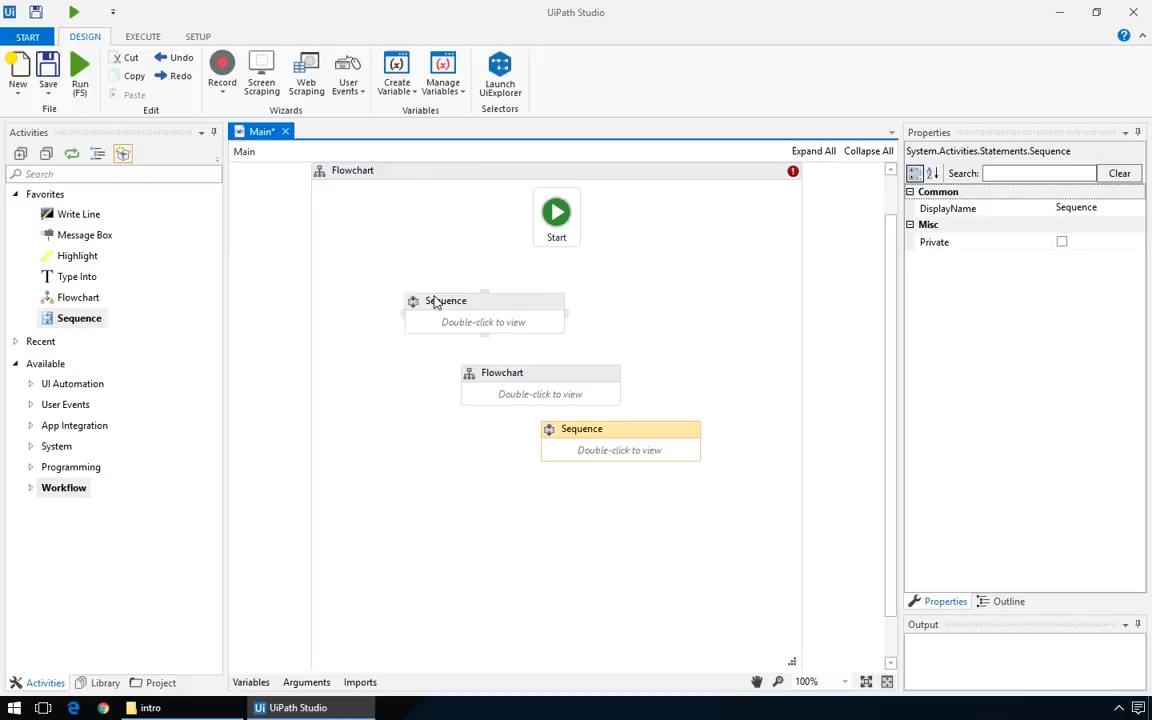 Ui
UiPath Studio
START
DESIGN
EXECUTE
SETUP
?
New
Save
Run
(F5)
Cut
Copy
Paste
Undo
Redo
Record
Screen
Scraping
Web
Scraping
User
Events
Create
Variable
Manage
Variables
Launch
UiExplorer
File
Edit
Wizards
Variables
Selectors
Activities
Main*
Properties
Main
Expand All
Collapse All
System.Activities.Statements.Sequence
Search
Flowchart
Search:
Clear
Favorites
Common
Write Line
DisplayName
Sequence
Message Box
Start
Misc
Highlight
Private
Type Into
Flowchart
Sequence
Sequence
Double-click to view
Recent
Available
Flowchart
UI Automation
Double-click to view
User Events
App Integration
Sequence
System
Double-click to view
Programming
Workflow
Properties
Outline
Output
Activities
Library
Project
Variables
Arguments
Imports
100%
intro
Ui
UiPath Studio